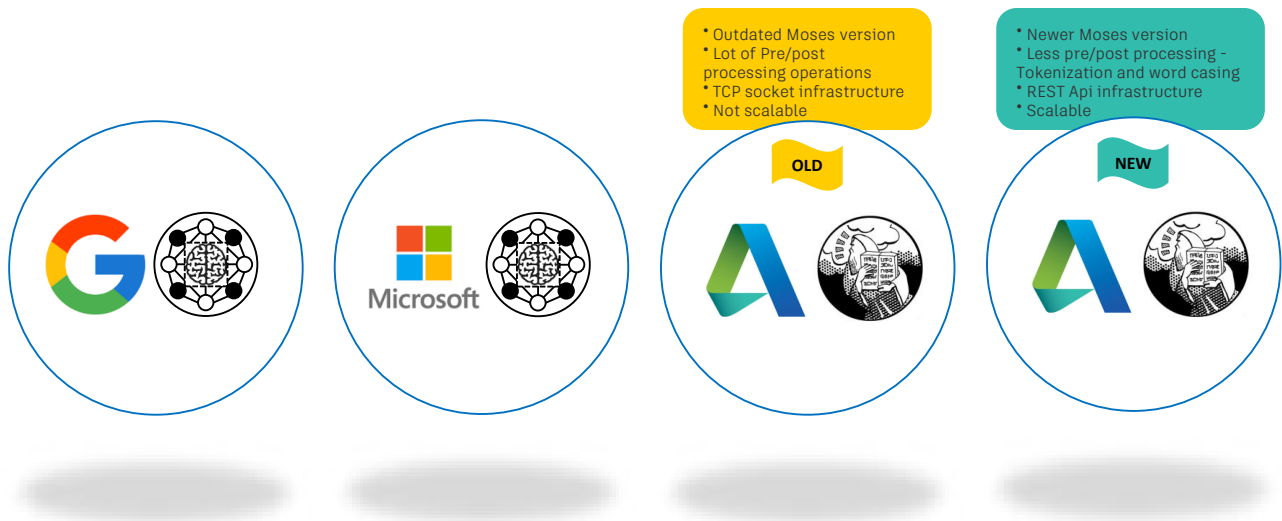 • Outdated Moses version
• Lot of Pre/post
processing operations
• TCP socket infrastructure
• Not scalable
• Newer Moses version
• Less pre/post processing –
Tokenization and word casing
• REST Api infrastructure
• Scalable
OLD
NEW
Microsoft